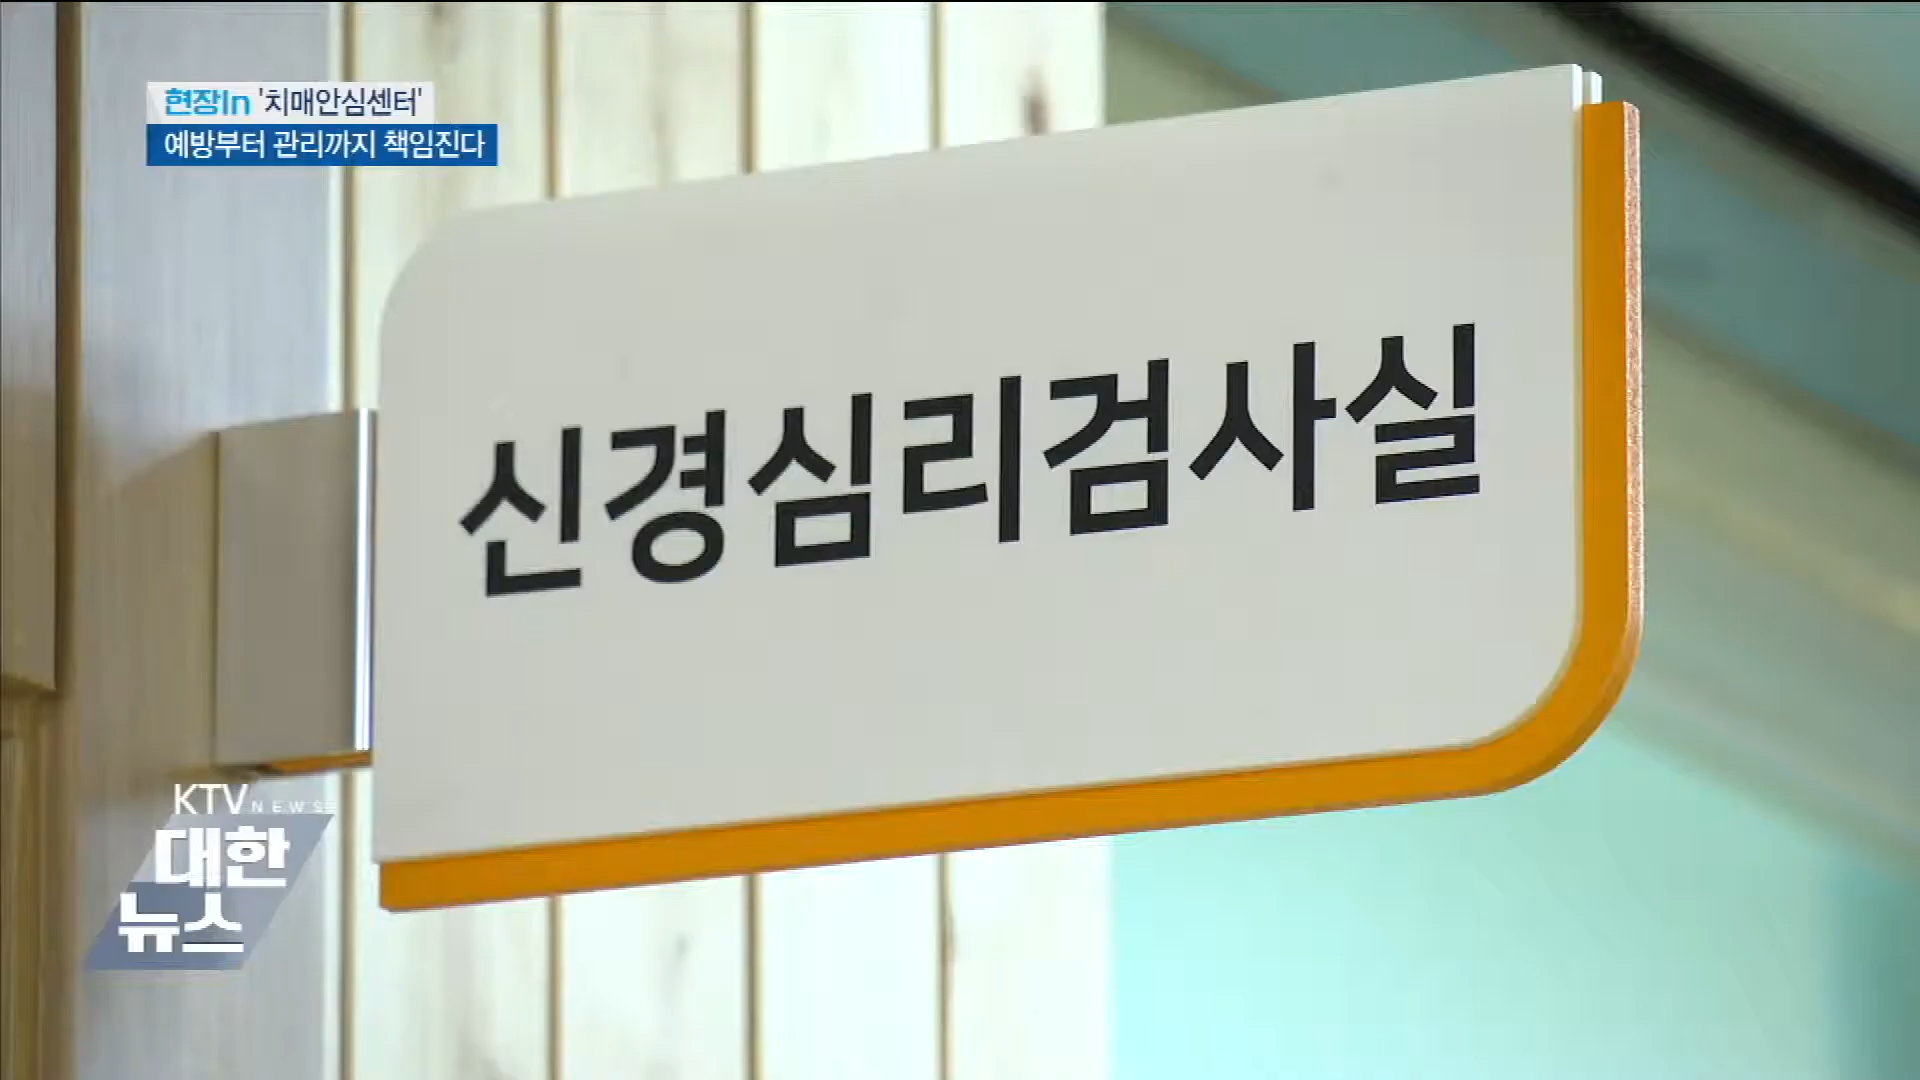 현장In '치매안심센터'
예방부터 관리까지 책임진다
신경심리검사실
KTV NEWS
대한
뉴스